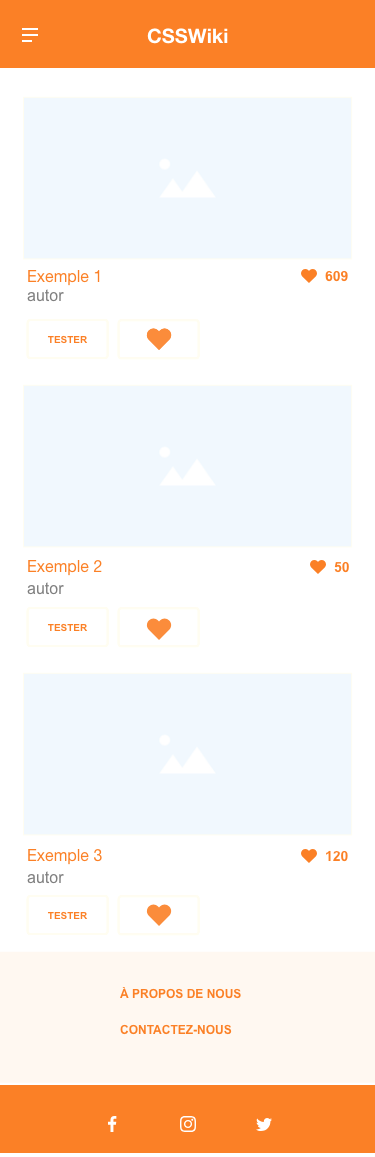 CSSWiki
Exemple 1
609
autor
TESTER
Exemple 2
50
autor
TESTER
Exemple 3
120
autor
TESTER
À PROPOS DE NOUS
CONTACTEZ-NOUS